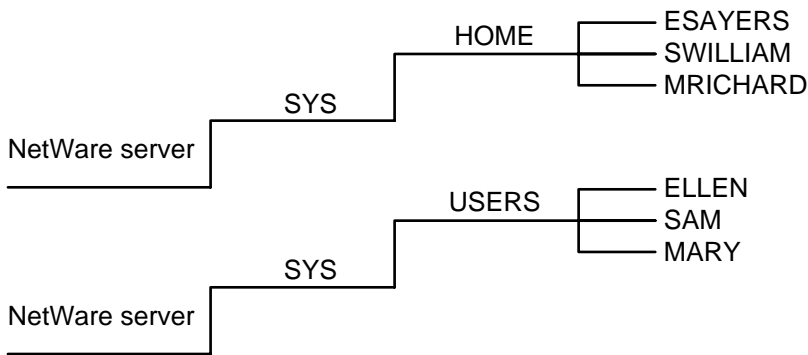 ESAYERS
HOME
SWILLIAM
MRICHARD
SYS
NetWare server
ELLEN
USERS
SAM
MARY
SYS
NetWare server